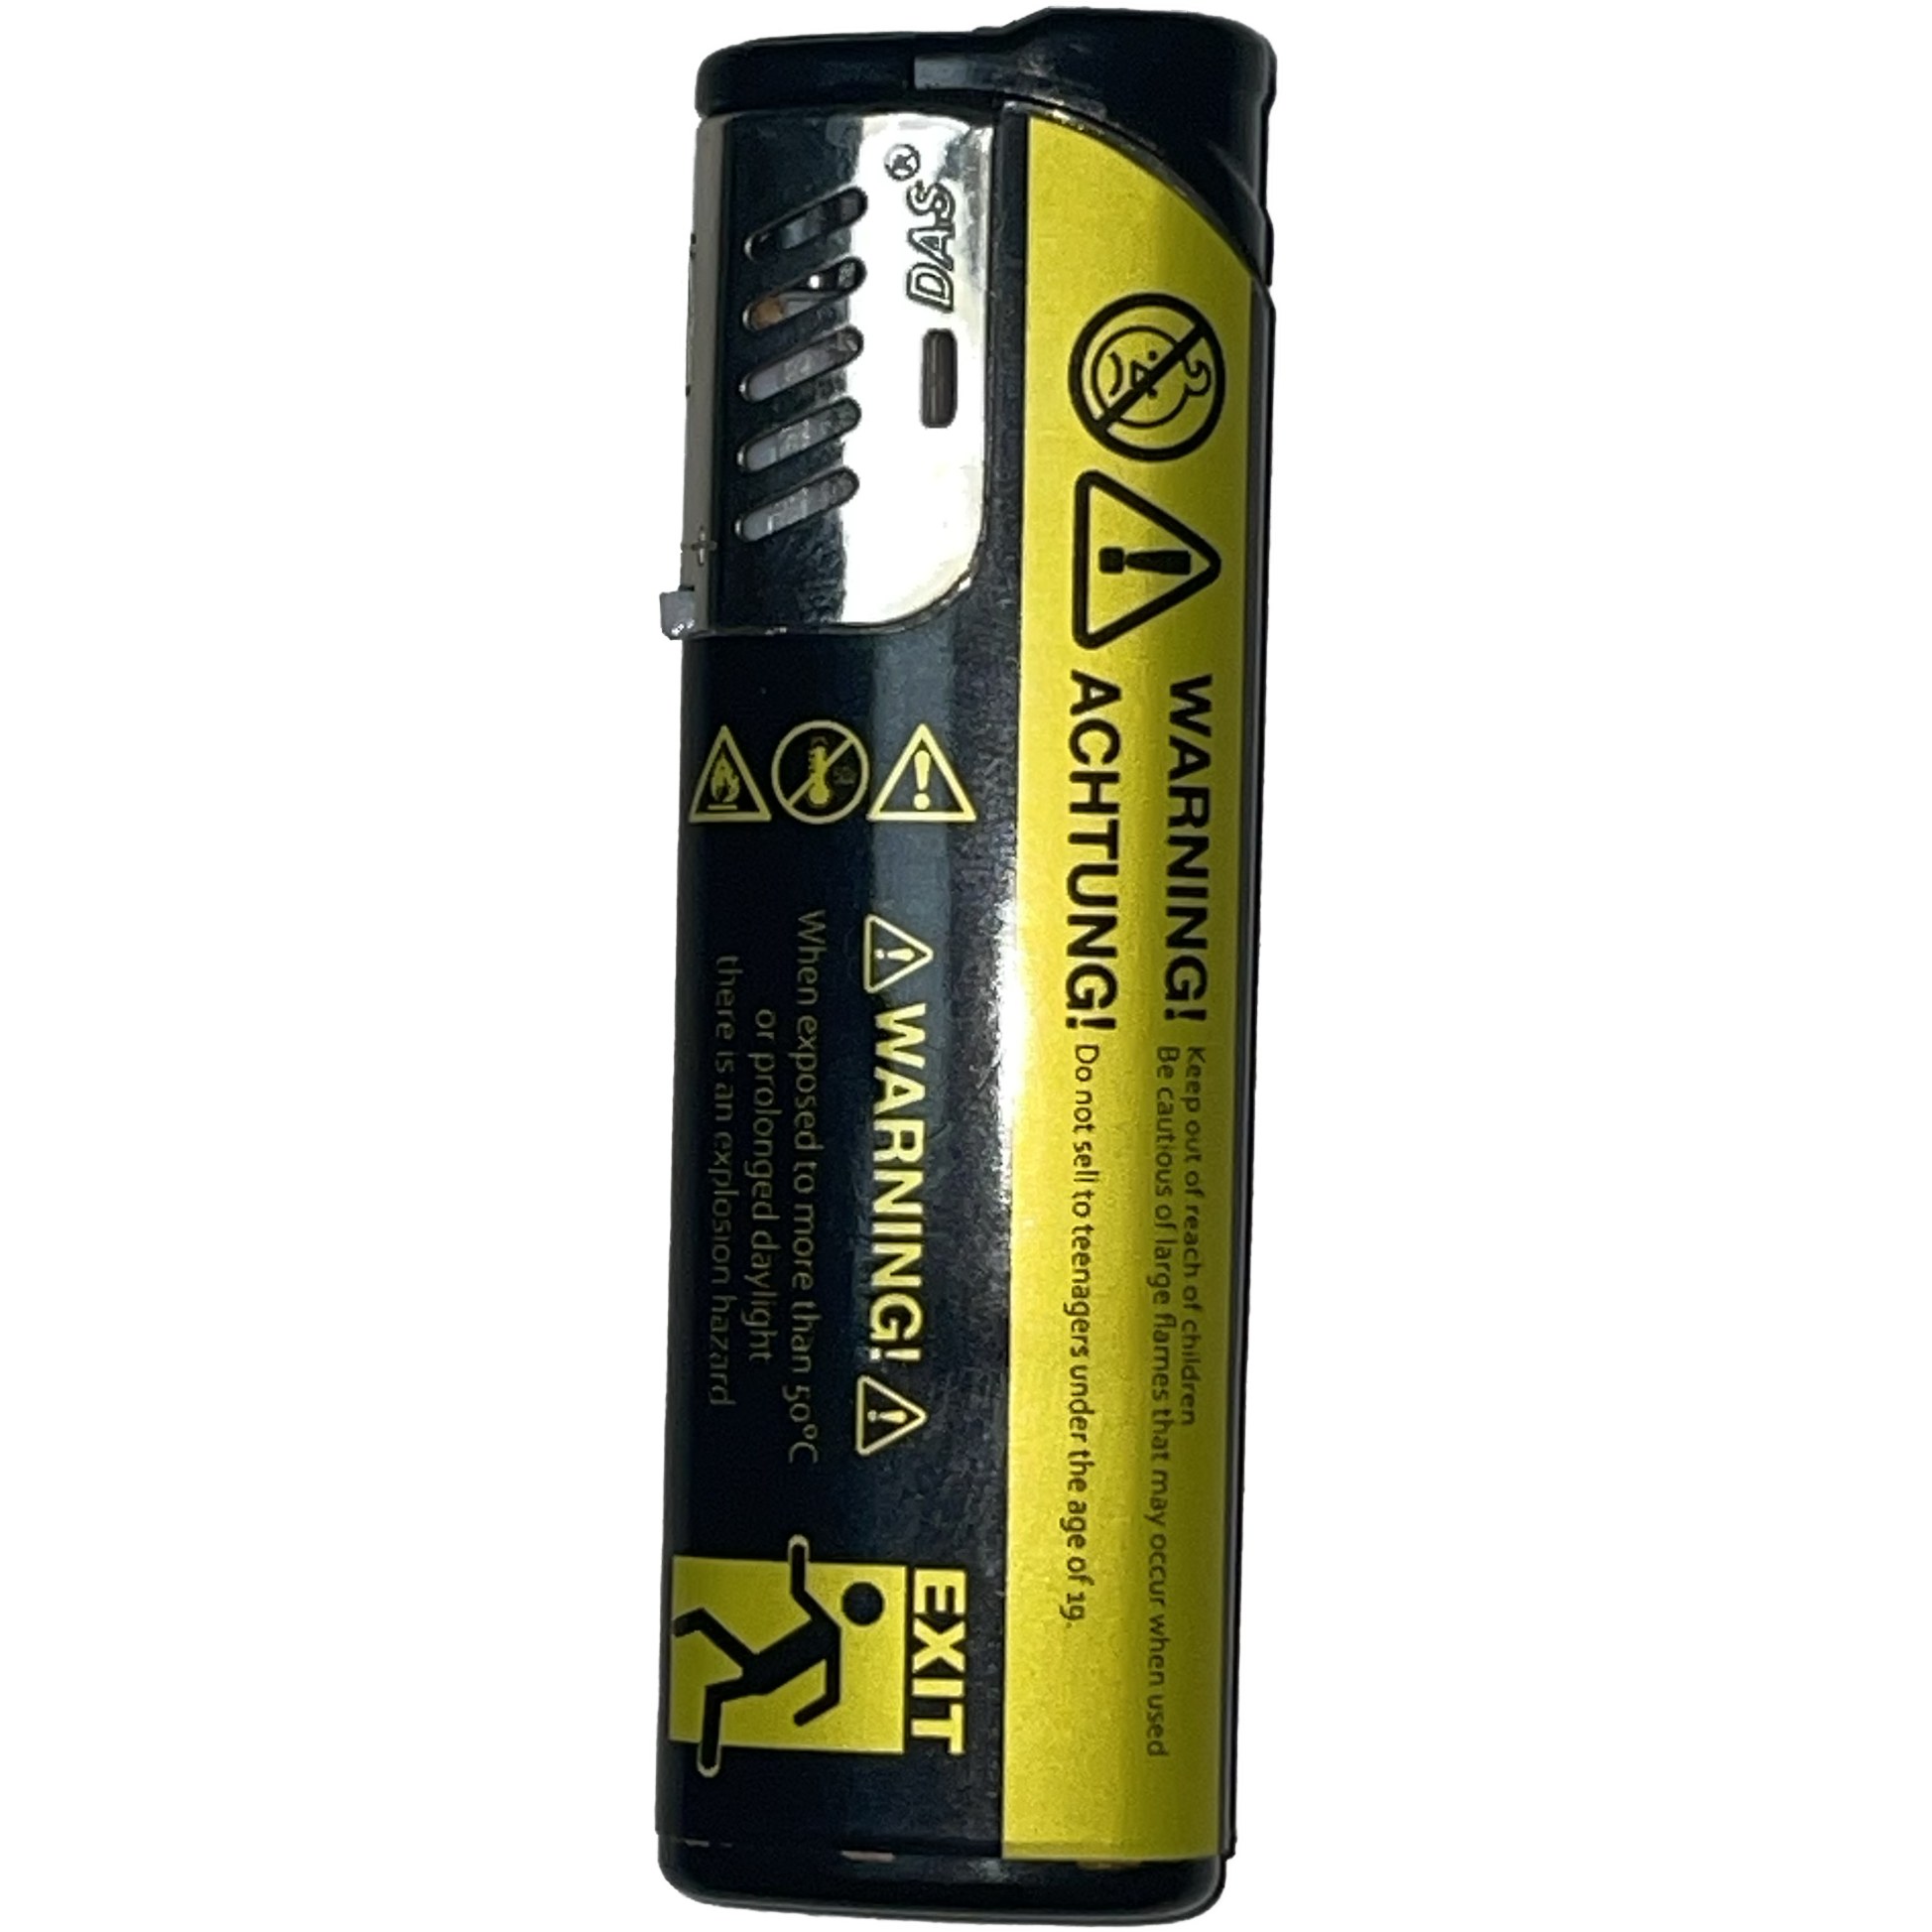 DAS®
WARNING!
Keep out of reach of children
Be cautious of large flames that may occur when used
ACHTUNG!
Do not sell to teenagers under the age of 19.
WARNING!
When exposed to more than 50°C
or prolonged daylight
there is an explosion hazard
EXIT